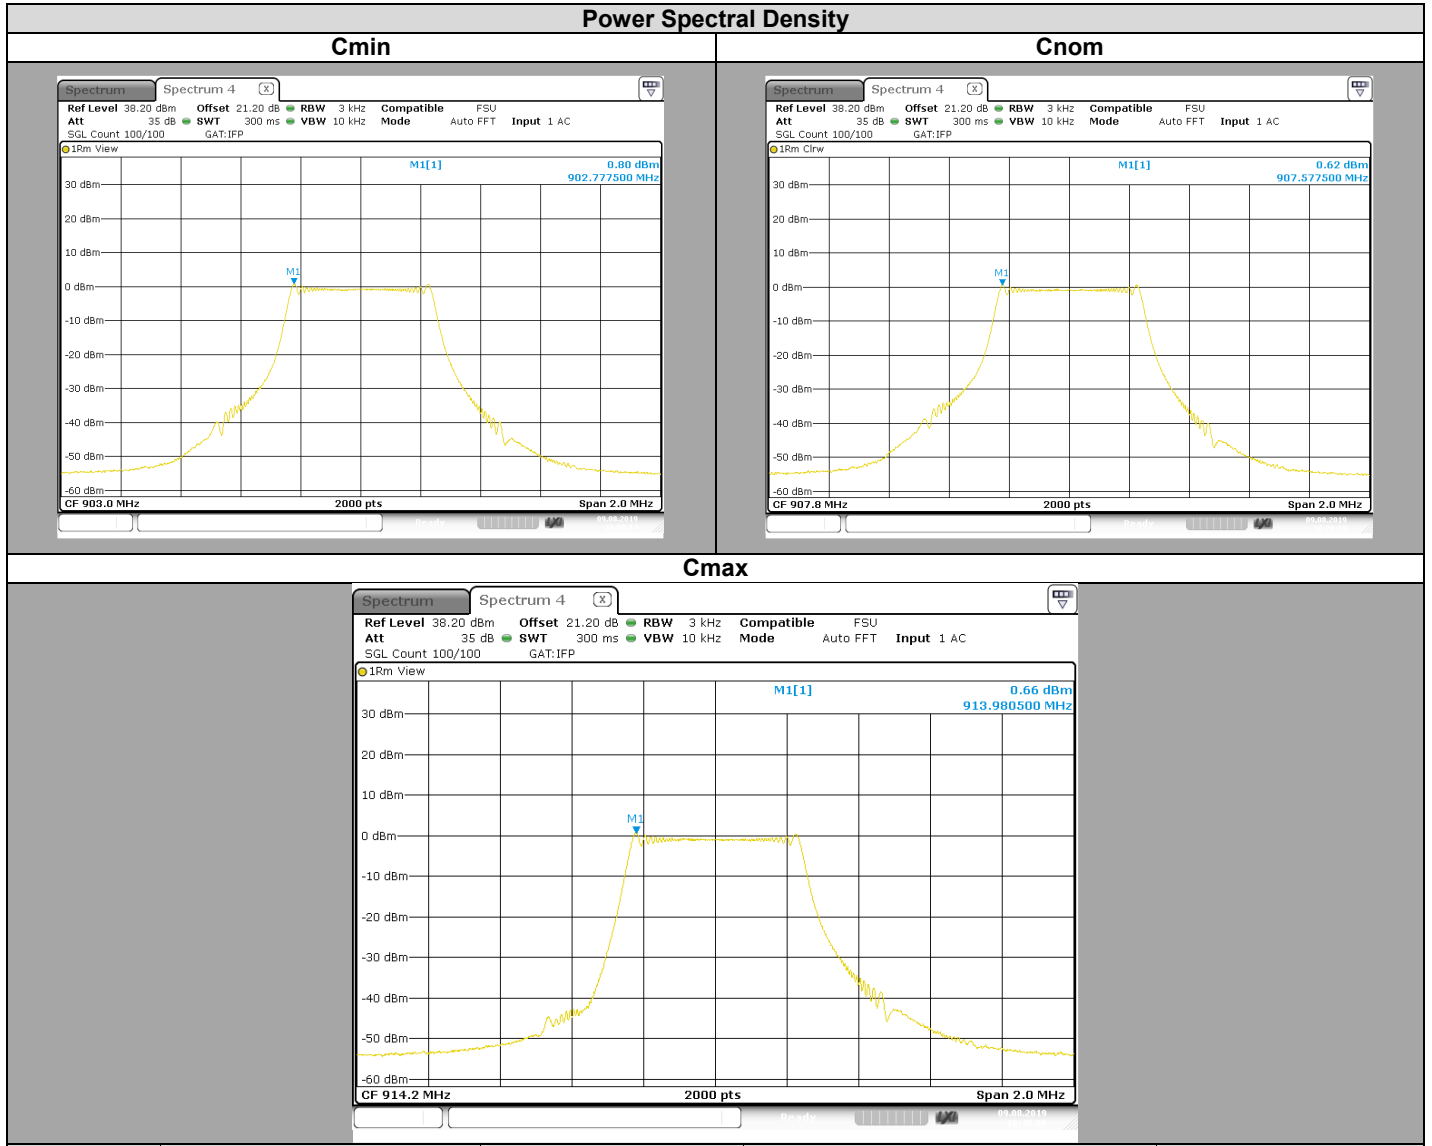 Power Spectral Density
Cmin
Spectrum Spectrum 4 X
Ref Level 38.20 dBm Offset 21.20 dB RBW 3 kHz Compatible FSU
Att 35 dB SWT 300 ms VBW 10 kHz Mode Auto FFT Input 1 AC
SGL Count 100/100 GAT:IFP
1Rm View
M1[1] 0.80 dBm
902.777500 MHz
30 dBm
20 dBm
10 dBm
M1
0 dBm
-10 dBm
-20 dBm
-30 dBm
-40 dBm
-50 dBm
-60 dBm
CF 903.0 MHz 2000 pts Span 2.0 MHz
Ready 09.08.2019
Cnom
Spectrum Spectrum 4 X
Ref Level 38.20 dBm Offset 21.20 dB RBW 3 kHz Compatible FSU
Att 35 dB SWT 300 ms VBW 10 kHz Mode Auto FFT Input 1 AC
SGL Count 100/100 GAT:IFP
1Rm Clrw
M1[1] 0.62 dBm
907.577500 MHz
30 dBm
20 dBm
10 dBm
M1
0 dBm
-10 dBm
-20 dBm
-30 dBm
-40 dBm
-50 dBm
-60 dBm
CF 907.8 MHz 2000 pts Span 2.0 MHz
Ready 09.08.2019
Cmax
Spectrum Spectrum 4 X
Ref Level 38.20 dBm Offset 21.20 dB RBW 3 kHz Compatible FSU
Att 35 dB SWT 300 ms VBW 10 kHz Mode Auto FFT Input 1 AC
SGL Count 100/100 GAT:IFP
1Rm View
M1[1] 0.66 dBm
913.980500 MHz
30 dBm
20 dBm
10 dBm
M1
0 dBm
-10 dBm
-20 dBm
-30 dBm
-40 dBm
-50 dBm
-60 dBm
CF 914.2 MHz 2000 pts Span 2.0 MHz
Ready 09.08.2019